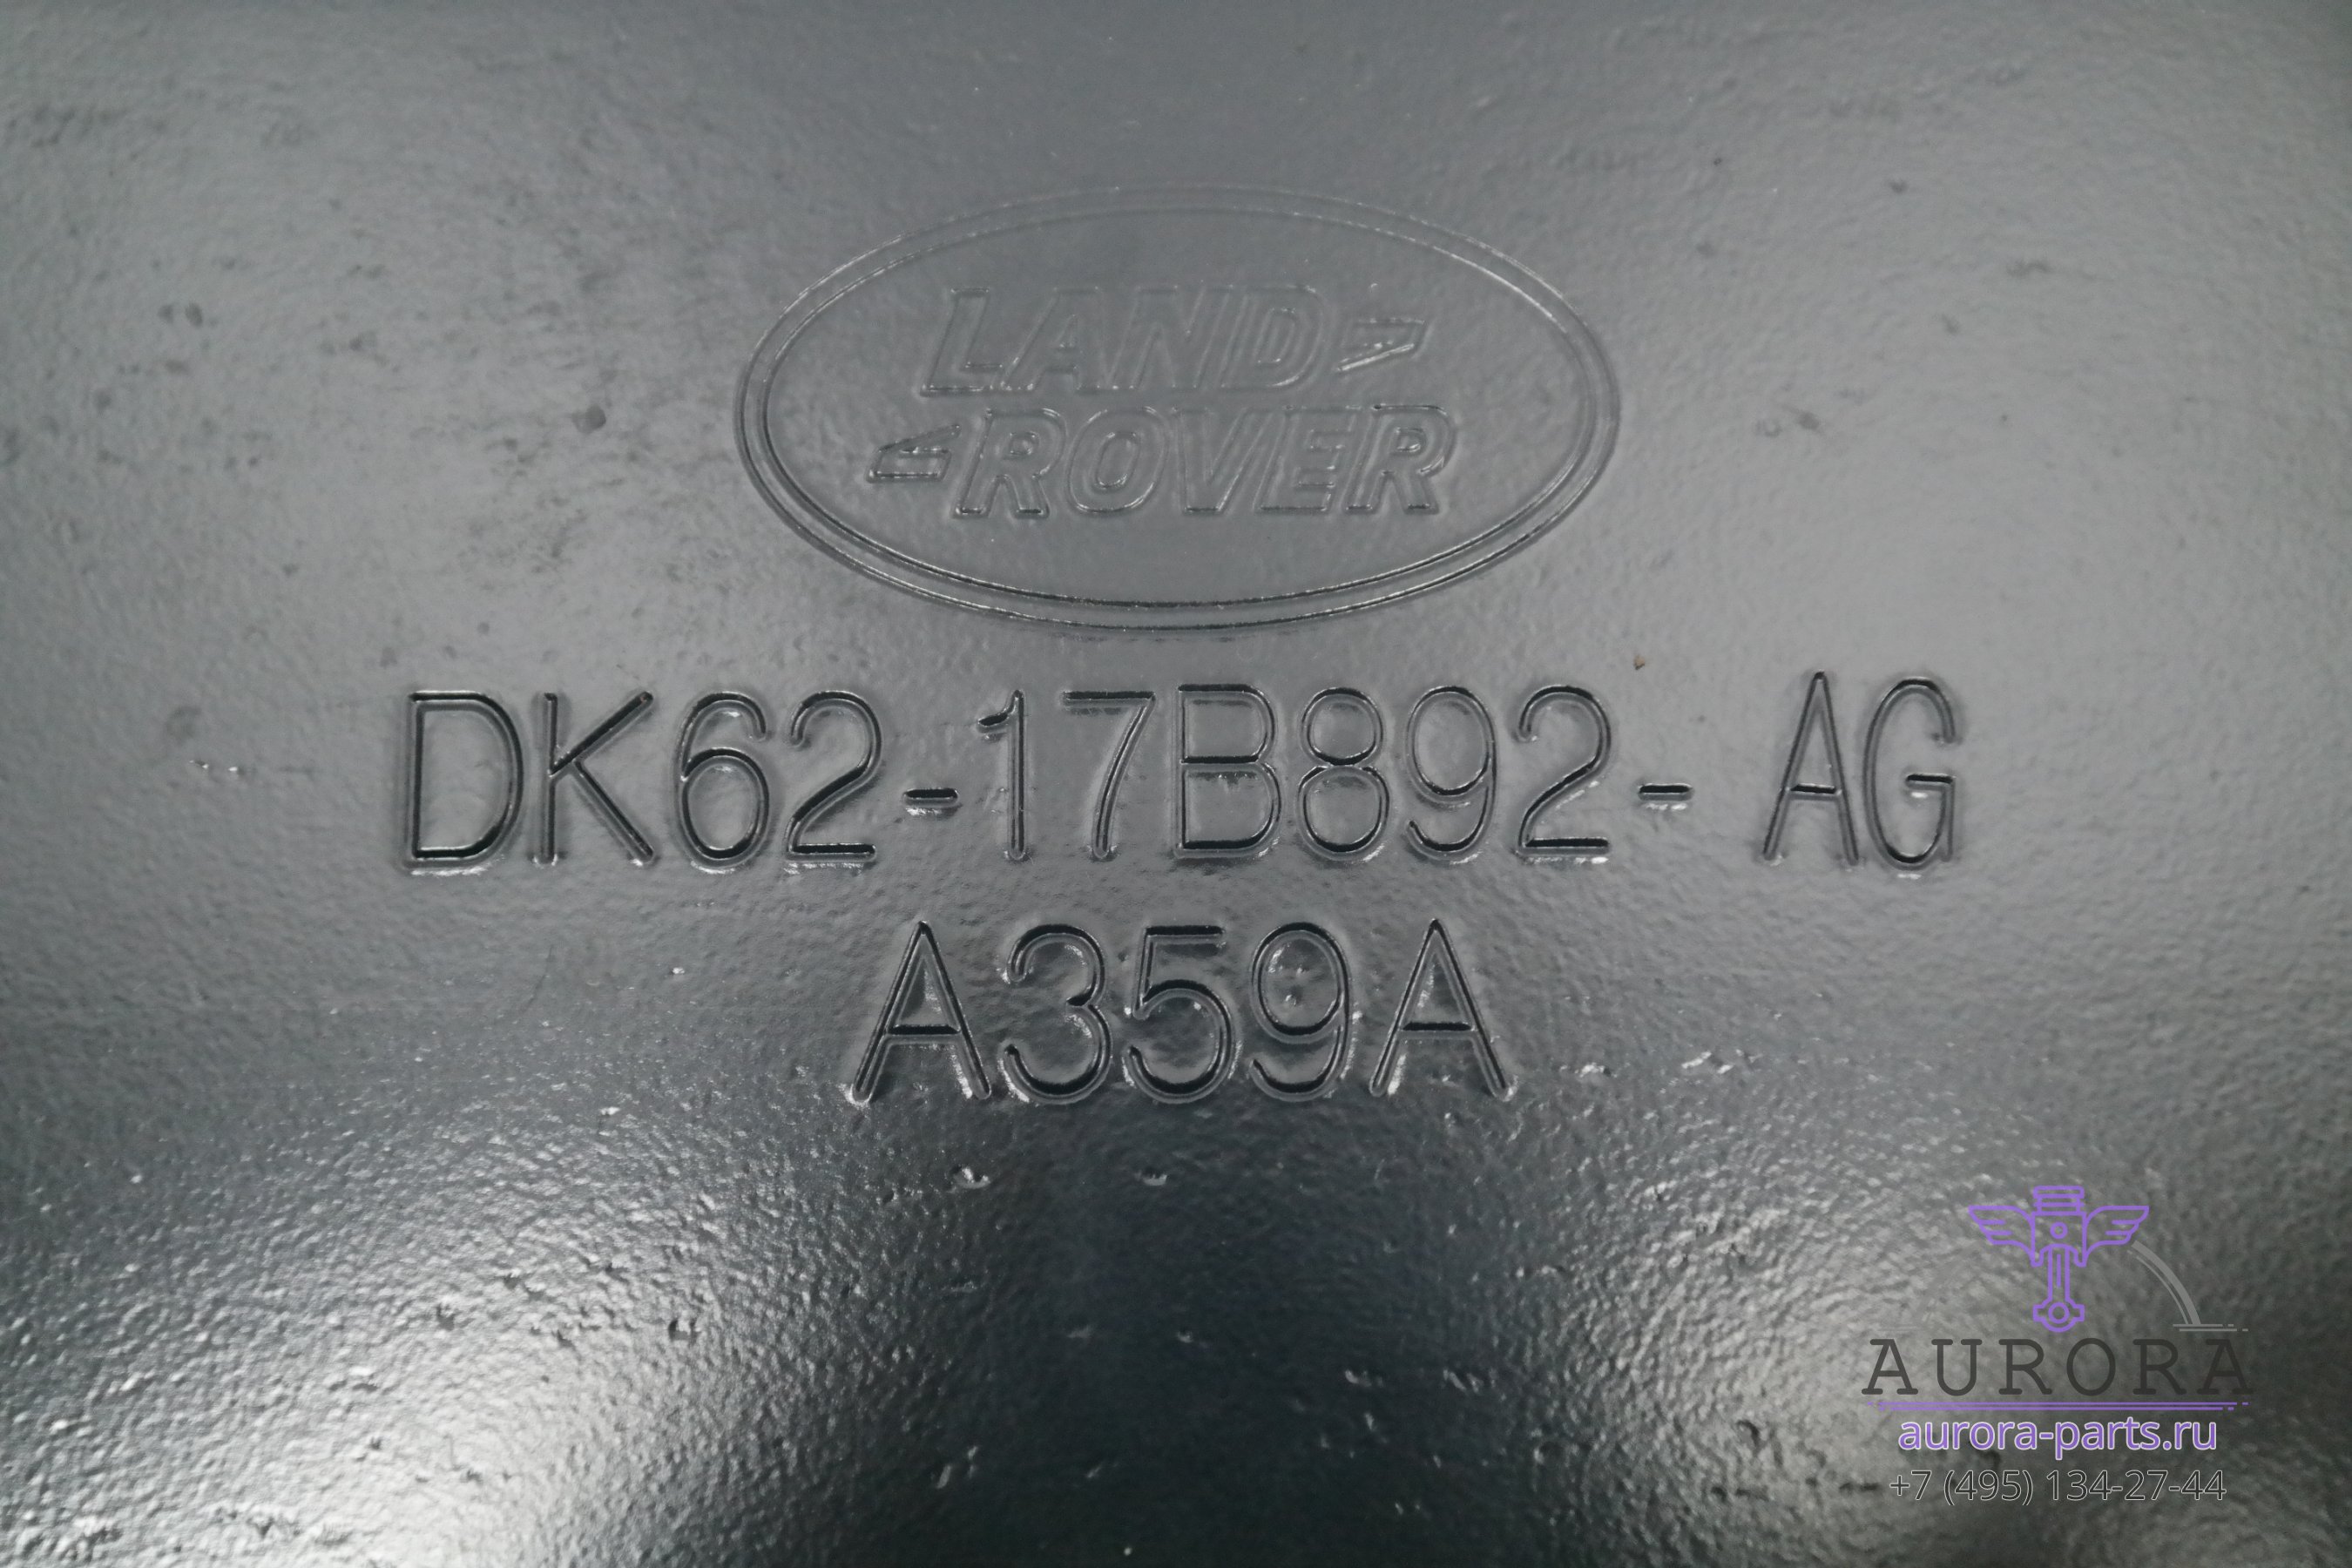 LAND
ROVER
DK62-17B892-AG
A359A
AURORA
aurora-parts.ru
+7 (495) 134-27-44